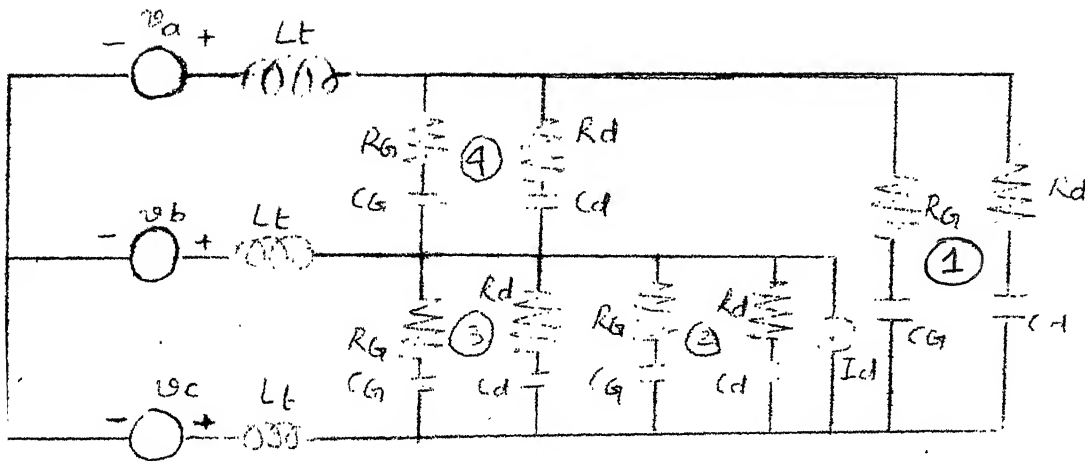 - va + Lt
RG 4 Rd
CG Cd
RG 1 Rd
CG Cd
- vb + Lt
RG 3 Rd
CG Cd
RG 2 Rd
CG Cd
Id
- vc + Lt